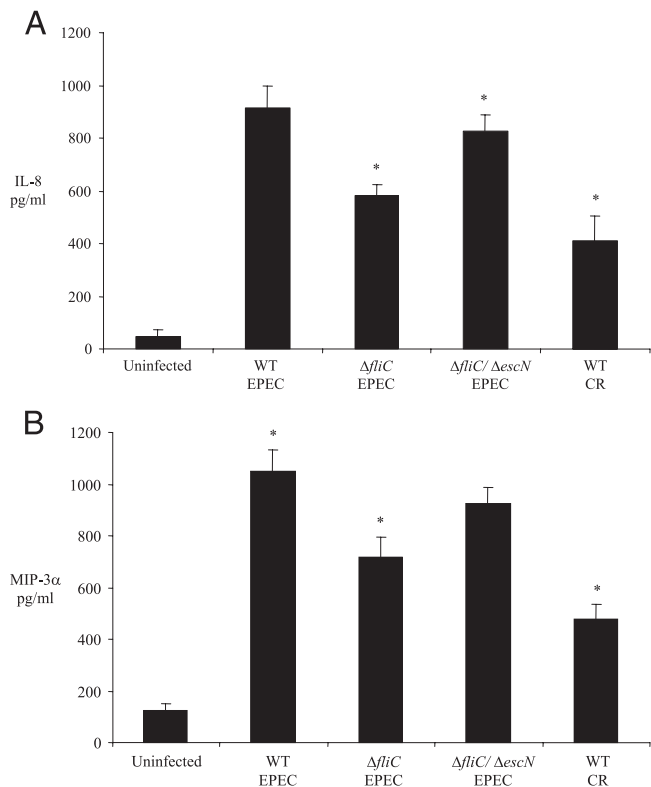 A
1200
1000
800
600
400
200
0
IL-8
pg/ml
*
*
*
Uninfected
WT
EPEC
ΔfliC
EPEC
ΔfliC/ ΔescN
EPEC
WT
CR
B
1200
1000
800
600
400
200
0
MIP-3α
pg/ml
*
*
*
Uninfected
WT
EPEC
ΔfliC
EPEC
ΔfliC/ ΔescN
EPEC
WT
CR